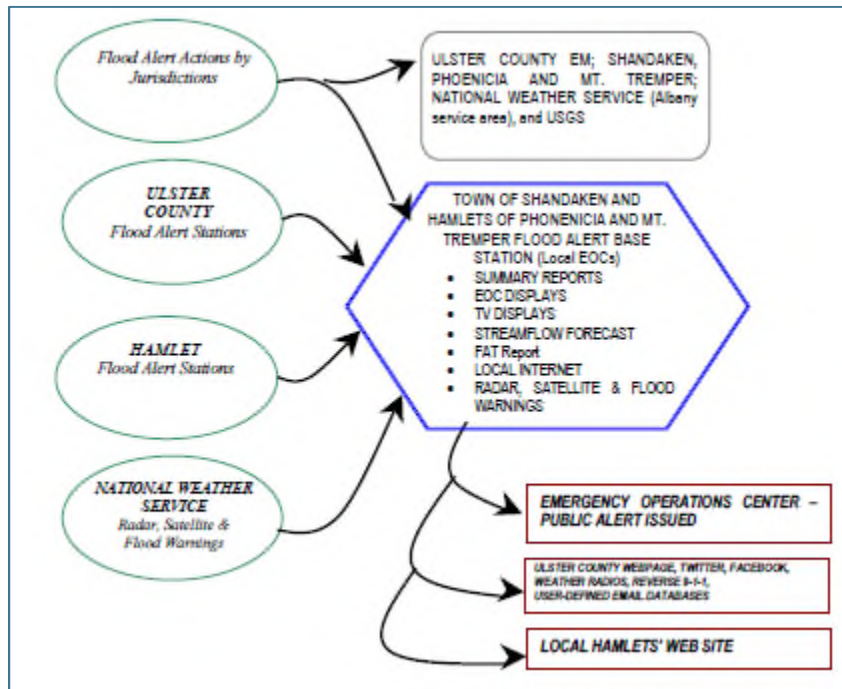 Flood Alert Actions by
Jurisdictions
ULSTER COUNTY EM; SHANDAKEN,
PHOENICIA AND MT. TREMPER;
NATIONAL WEATHER SERVICE (Albany
service area), and USGS
ULSTER
COUNTY
Flood Alert Stations
TOWN OF SHANDAKEN AND
HAMLETS OF PHONENICIA AND MT.
TREMPER FLOOD ALERT BASE
STATION (Local EOCs)
• SUMMARY REPORTS
• EOC DISPLAYS
• TV DISPLAYS
• STREAMFLOW FORECAST
• FAT Report
• LOCAL INTERNET
• RADAR, SATELLITE & FLOOD
WARNINGS
HAMLET
Flood Alert Stations
NATIONAL WEATHER
SERVICE
Radar, Satellite &
Flood Warnings
EMERGENCY OPERATIONS CENTER –
PUBLIC ALERT ISSUED
ULSTER COUNTY WEBPAGE, TWITTER, FACEBOOK,
WEATHER RADIOS, REVERSE 9-1-1,
USER-DEFINED EMAIL DATABASES
LOCAL HAMLETS' WEB SITE